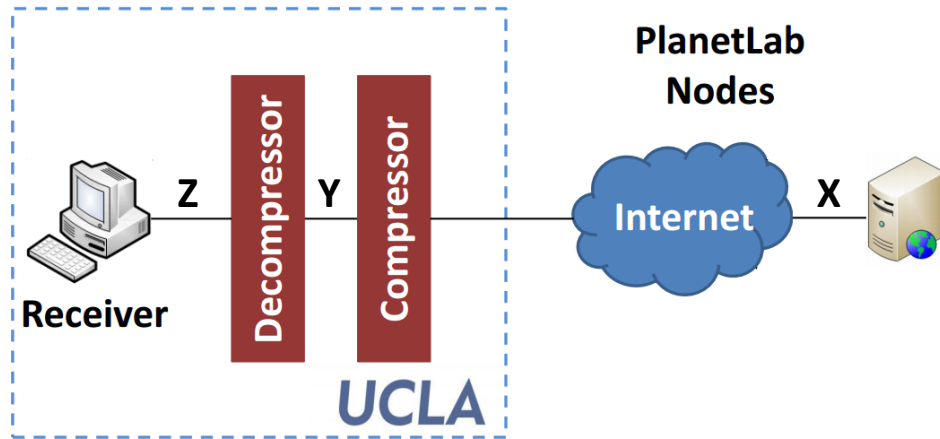 PlanetLab
Nodes
Z
Decompressor
Y
Compressor
Internet
X
Receiver
UCLA